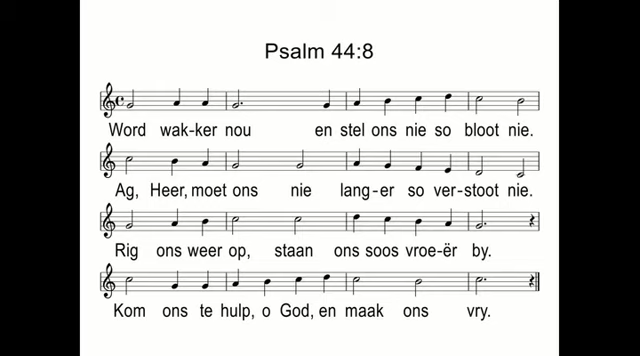 Psalm 44:8
Word wak-ker nou en stel ons nie so bloot nie.
Ag, Heer, moet ons nie lang-er so ver-stoot nie.
Rig ons weer op, staan ons soos vroe-ër by.
Kom ons te hulp, o God, en maak ons vry.